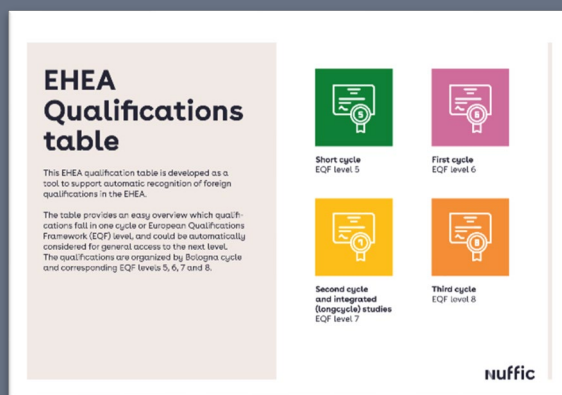 EHEA
Qualifications
table
This EHEA qualification table is developed as a
tool to support automatic recognition of foreign
qualifications in the EHEA.
The table provides an easy overview which qualifi-
cations fall in one cycle or European Qualifications
Framework (EQF) level, and could be automatically
considered for general access to the next level.
The qualifications are organized by Bologna cycle
and corresponding EQF levels 5, 6, 7 and 8.
5
6
Short cycle
EQF level 5
First cycle
EQF level 6
7
8
Second cycle
and integrated
(longcycle) studies
EQF level 7
Third cycle
EQF level 8
Nuffic